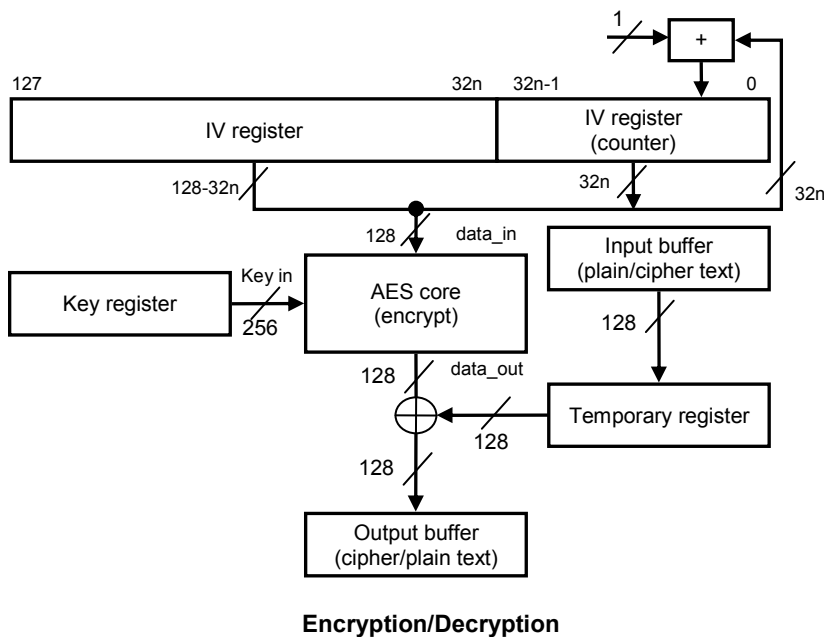 1
+
127
32n
32n-1
0
IV register
IV register
(counter)
128-32n
32n
32n
128
data_in
Input buffer
(plain/cipher text)
Key register
Key in
256
AES core
(encrypt)
128
128
data_out
Temporary register
128
128
Output buffer
(cipher/plain text)
Encryption/Decryption